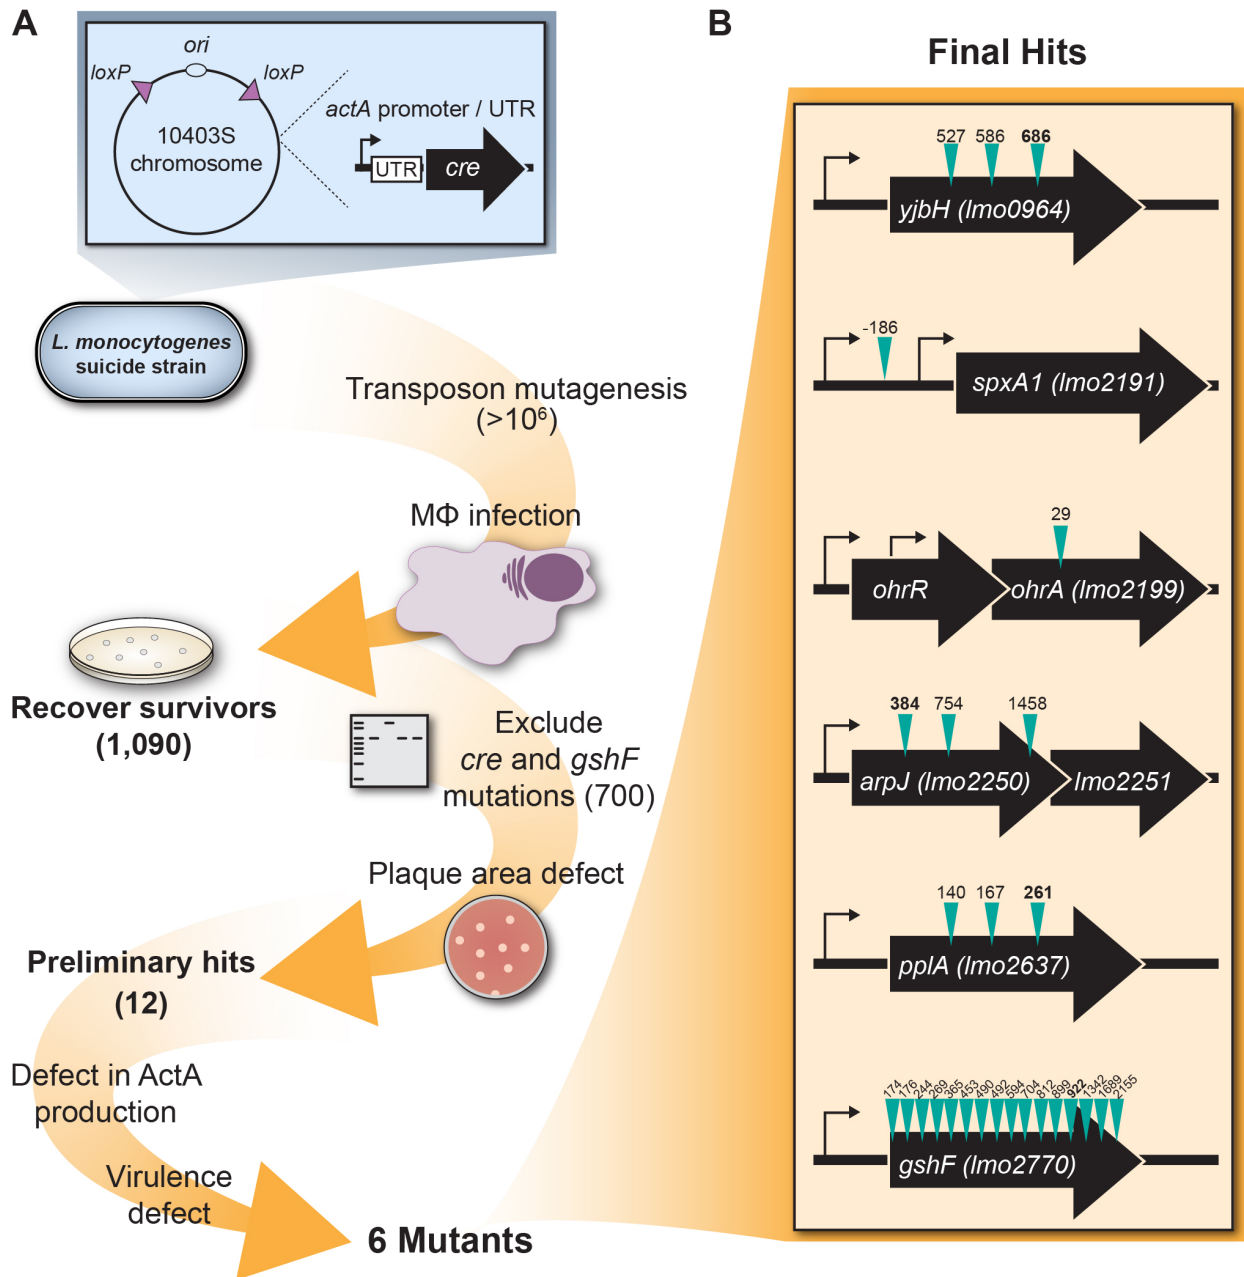 A
ori
loxP
loxP
10403S
chromosome
actA promoter / UTR
UTR
cre
L. monocytogenes
suicide strain
Transposon mutagenesis
(>10⁶)
MΦ infection
Recover survivors
(1,090)
Exclude
cre and gshF
mutations (700)
Plaque area defect
Preliminary hits
(12)
Defect in ActA
production
Virulence
defect
6 Mutants
B
Final Hits
527 586 686
yjbH (lmo0964)
-186
spxA1 (lmo2191)
29
ohrR
ohrA (lmo2199)
384 754 1458
arpJ (lmo2250)
lmo2251
140 167 261
pplA (lmo2637)
174 176 244 269 365 453 490 492 594 704 812 899 922 1342 1689 2155
gshF (lmo2770)